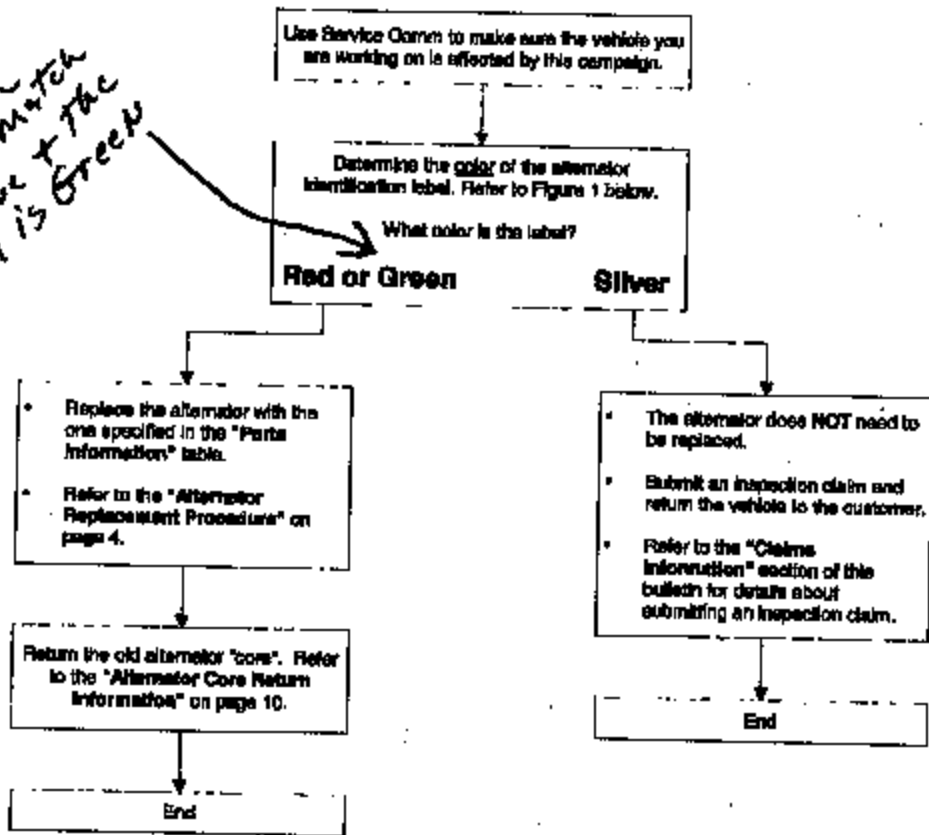 Use Service Comm to make sure the vehicle you
are working on is affected by this campaign.
match
the
is Green
Determine the color of the alternator
identification label. Refer to Figure 1 below.
What color is the label?
Red or Green
Silver
• Replace the alternator with the
one specified in the "Parts
Information" table.
• Refer to the "Alternator
Replacement Procedure" on
page 4.
Return the old alternator "core". Refer
to the "Alternator Core Return
Information" on page 10.
End
• The alternator does NOT need to
be replaced.
• Submit an inspection claim and
return the vehicle to the customer.
• Refer to the "Claims
Information" section of this
bulletin for details about
submitting an inspection claim.
End